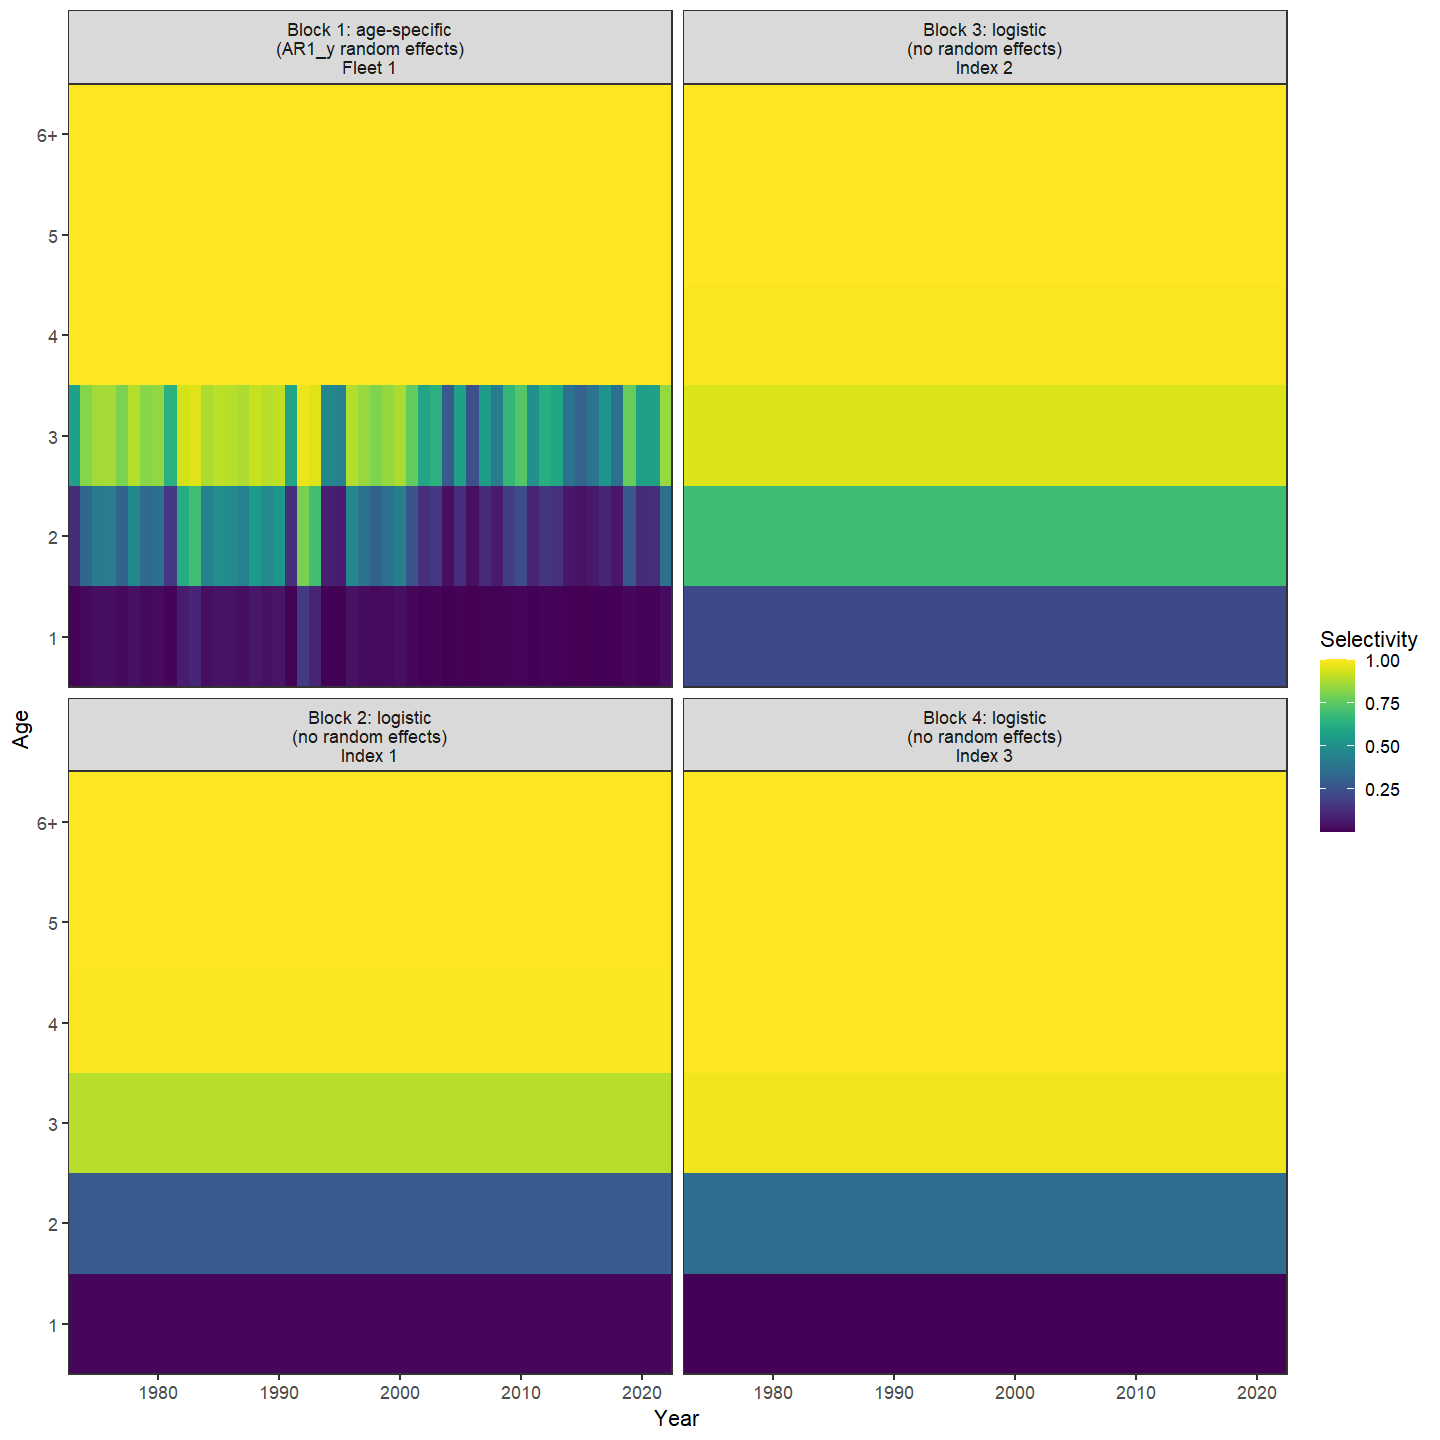 Block 1: age-specific
(AR1_y random effects)
Fleet 1
Block 3: logistic
(no random effects)
Index 2
6+
5
4
3
2
1
Block 2: logistic
(no random effects)
Index 1
Block 4: logistic
(no random effects)
Index 3
6+
5
4
3
2
1
1980
1990
2000
2010
2020
1980
1990
2000
2010
2020
Year
Age
Selectivity
1.00
0.75
0.50
0.25